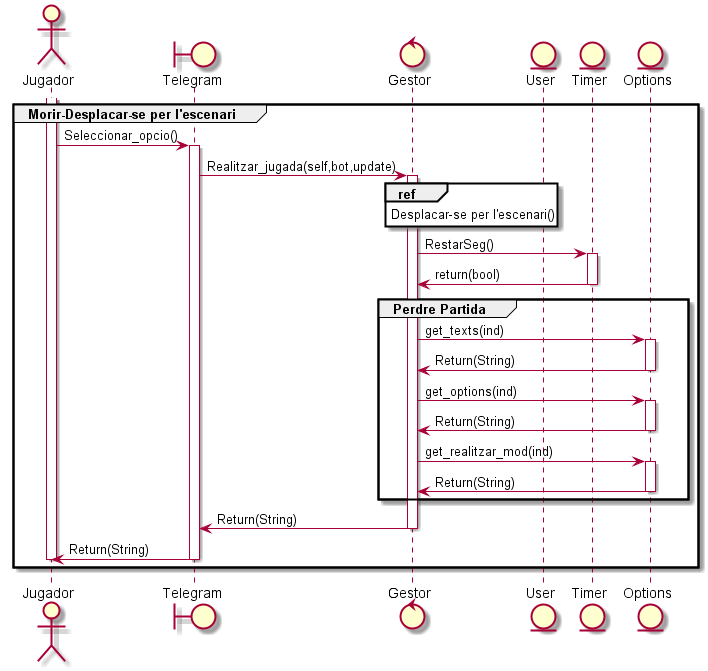 Jugador Telegram Gestor User Timer Options
Morir-Desplacar-se per l'escenari
Seleccionar_opcio()
Realitzar_jugada(self,bot,update)
ref
Desplacar-se per l'escenari()
RestarSeg()
return(bool)
Perdre Partida
get_texts(ind)
Return(String)
get_options(ind)
Return(String)
get_realitzar_mod(ind)
Return(String)
Return(String)
Return(String)
Jugador Telegram Gestor User Timer Options